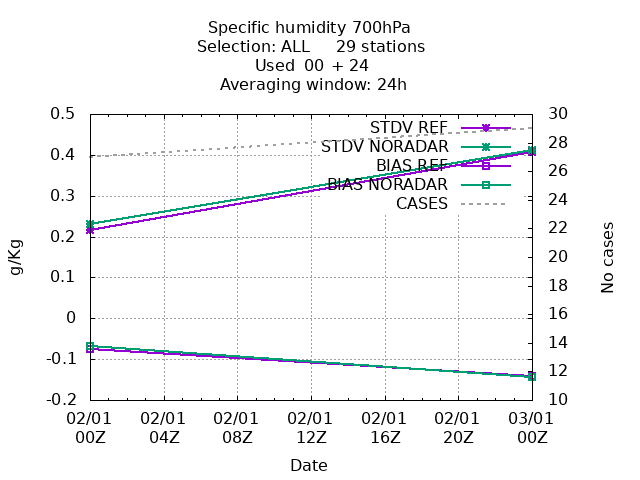 Specific humidity 700hPa
Selection: ALL 29 stations
Used 00 + 24
Averaging window: 24h
0.5
0.4
0.3
0.2
0.1
0
-0.1
-0.2
g/Kg
STDV REF
STDV NORADAR
BIAS REF
BIAS NORADAR
CASES
30
28
26
24
22
20
18
16
14
12
10
No cases
02/01 02/01 02/01 02/01 02/01 02/01 03/01
00Z 04Z 08Z 12Z 16Z 20Z 00Z
Date